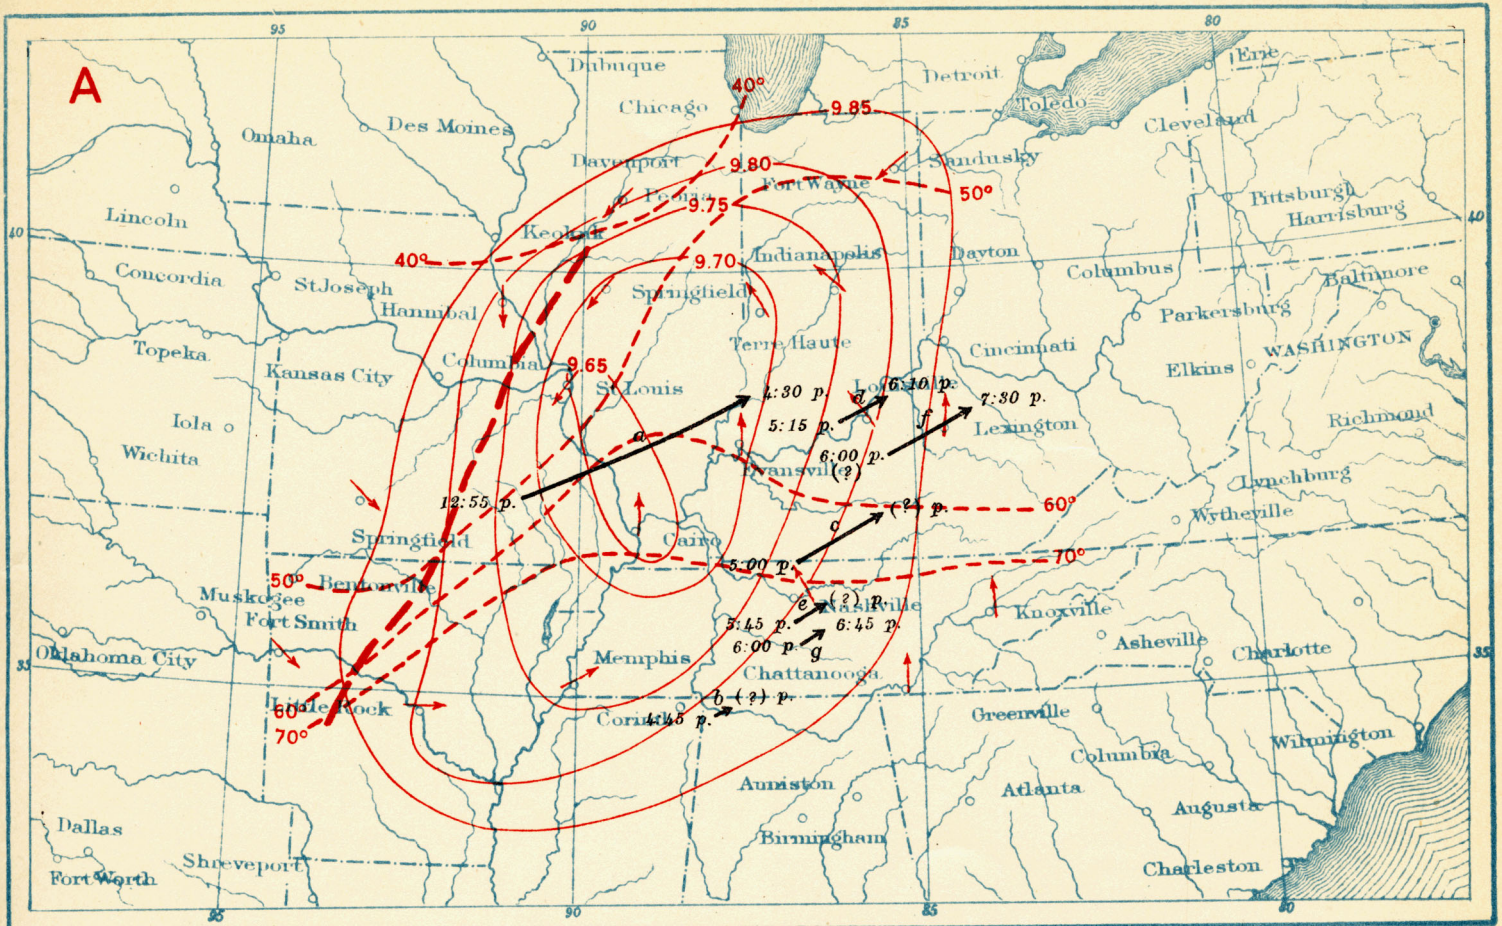 95
90
85
80
A
Dubuque
Erie
40°
Detroit
Chicago
9.85
Toledo
Omaha
Des Moines
Cleveland
Davenport
9.80
Sandusky
Fort Wayne
50°
Peoria
9.75
Pittsburgh
Harrisburg
Lincoln
40
40
Keokuk
40°
9.70
Indianapolis
Dayton
Columbus
Baltimore
Concordia
St Joseph
Hannibal
Springfield
Parkersburg
Topeka
Terre Haute
Cincinnati
WASHINGTON
Kansas City
Columbia
9.65
St Louis
Elkins
4:30 p.
d
Louisville
6:10 p.
7:30 p.
Iola
a
5:15 p.
f
Lexington
Richmond
Wichita
6:00 p.
Evansville
(?)
Lynchburg
12:55 p.
60°
(?) p.
Wytheville
c
Springfield
Cairo
70°
5:00 p.
50°
Bentonville
Muskogee
Fort Smith
e
(?) p.
Nashville
Knoxville
5:45 p.
6:45 p.
6:00 p.
g
Asheville
Charlotte
35
Oklahoma City
Memphis
35
Chattanooga
b
(?) p.
Little Rock
60°
Corinth
4:45 p.
Greenville
70°
Columbia
Wilmington
Anniston
Atlanta
Augusta
Dallas
Birmingham
Shreveport
Charleston
Fort Worth
95
90
85
80